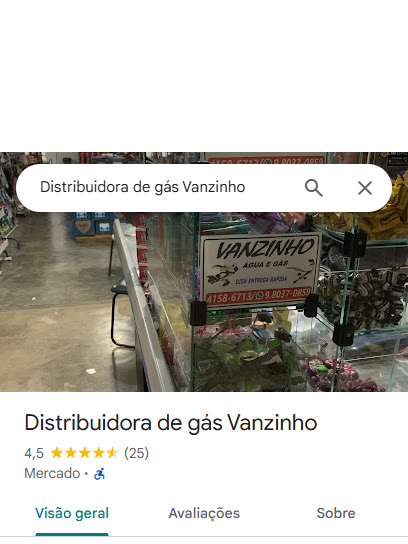 4158-6713/ 9.8037-0859
Distribuidora de gás Vanzinho
VANZINHO
ÁGUA E GÁS
DISK ENTREGA RAPIDA
4158-6713/ 9.8037-0859
Distribuidora de gás Vanzinho
4,5 (25)
Mercado ·
Visão geral Avaliações Sobre